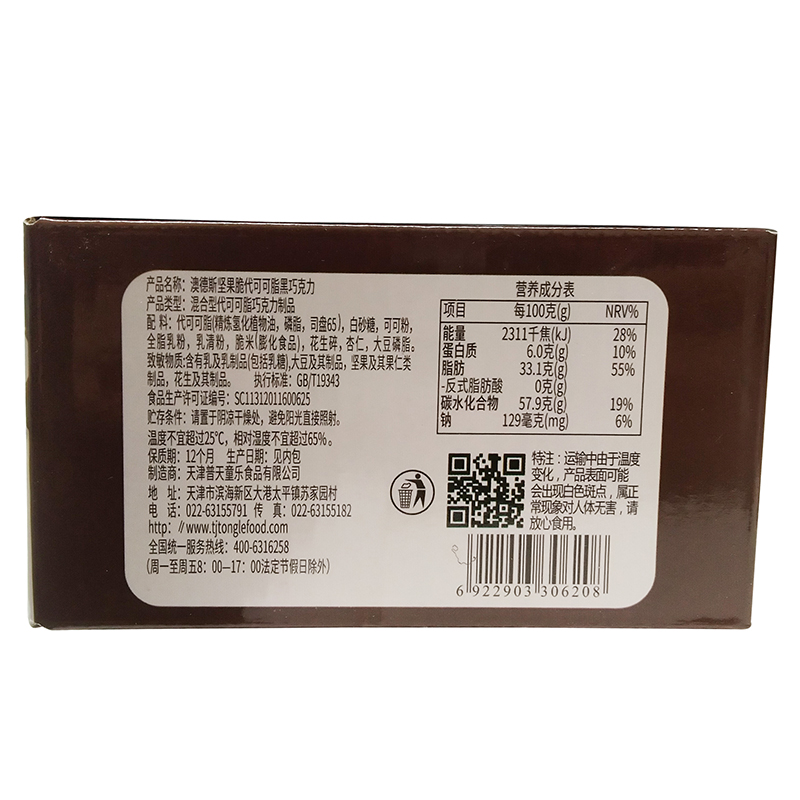 产品名称：澳德斯坚果脆代可可脂黑巧克力
产品类型：混合型代可可脂巧克力制品
配 料：代可可脂(精炼氢化植物油，磷脂，司盘65)，白砂糖，可可粉，
全脂乳粉，乳清粉，脆米(膨化食品)，花生碎，杏仁，大豆磷脂。
致敏物质:含有乳及乳制品(包括乳糖),大豆及其制品，坚果及其果仁类
制品，花生及其制品。 执行标准：GB/T19343
食品生产许可证编号：SC11312011600625
贮存条件：请置于阴凉干燥处，避免阳光直接照射。
温度不宜超过25℃，相对湿度不宜超过65%。
保质期：12个月 生产日期：见内包
制造商：天津普天童乐食品有限公司
地 址：天津市滨海新区大港太平镇苏家园村
电 话：022-63155791 传 真：022-63155182
http：//www.tjtonglefood.com
全国统一服务热线：400-6316258
(周一至周五8：00—17：00法定节假日除外)
营养成分表
项目 每100克(g) NRV%
能量 2311千焦(kJ) 28%
蛋白质 6.0克(g) 10%
脂肪 33.1克(g) 55%
-反式脂肪酸 0克(g)
碳水化合物 57.9克(g) 19%
钠 129毫克(mg) 6%
特注：运输中由于温度
变化，产品表面可能
会出现白色斑点，属正
常现象对人体无害，请
放心食用。
6 922903 306208